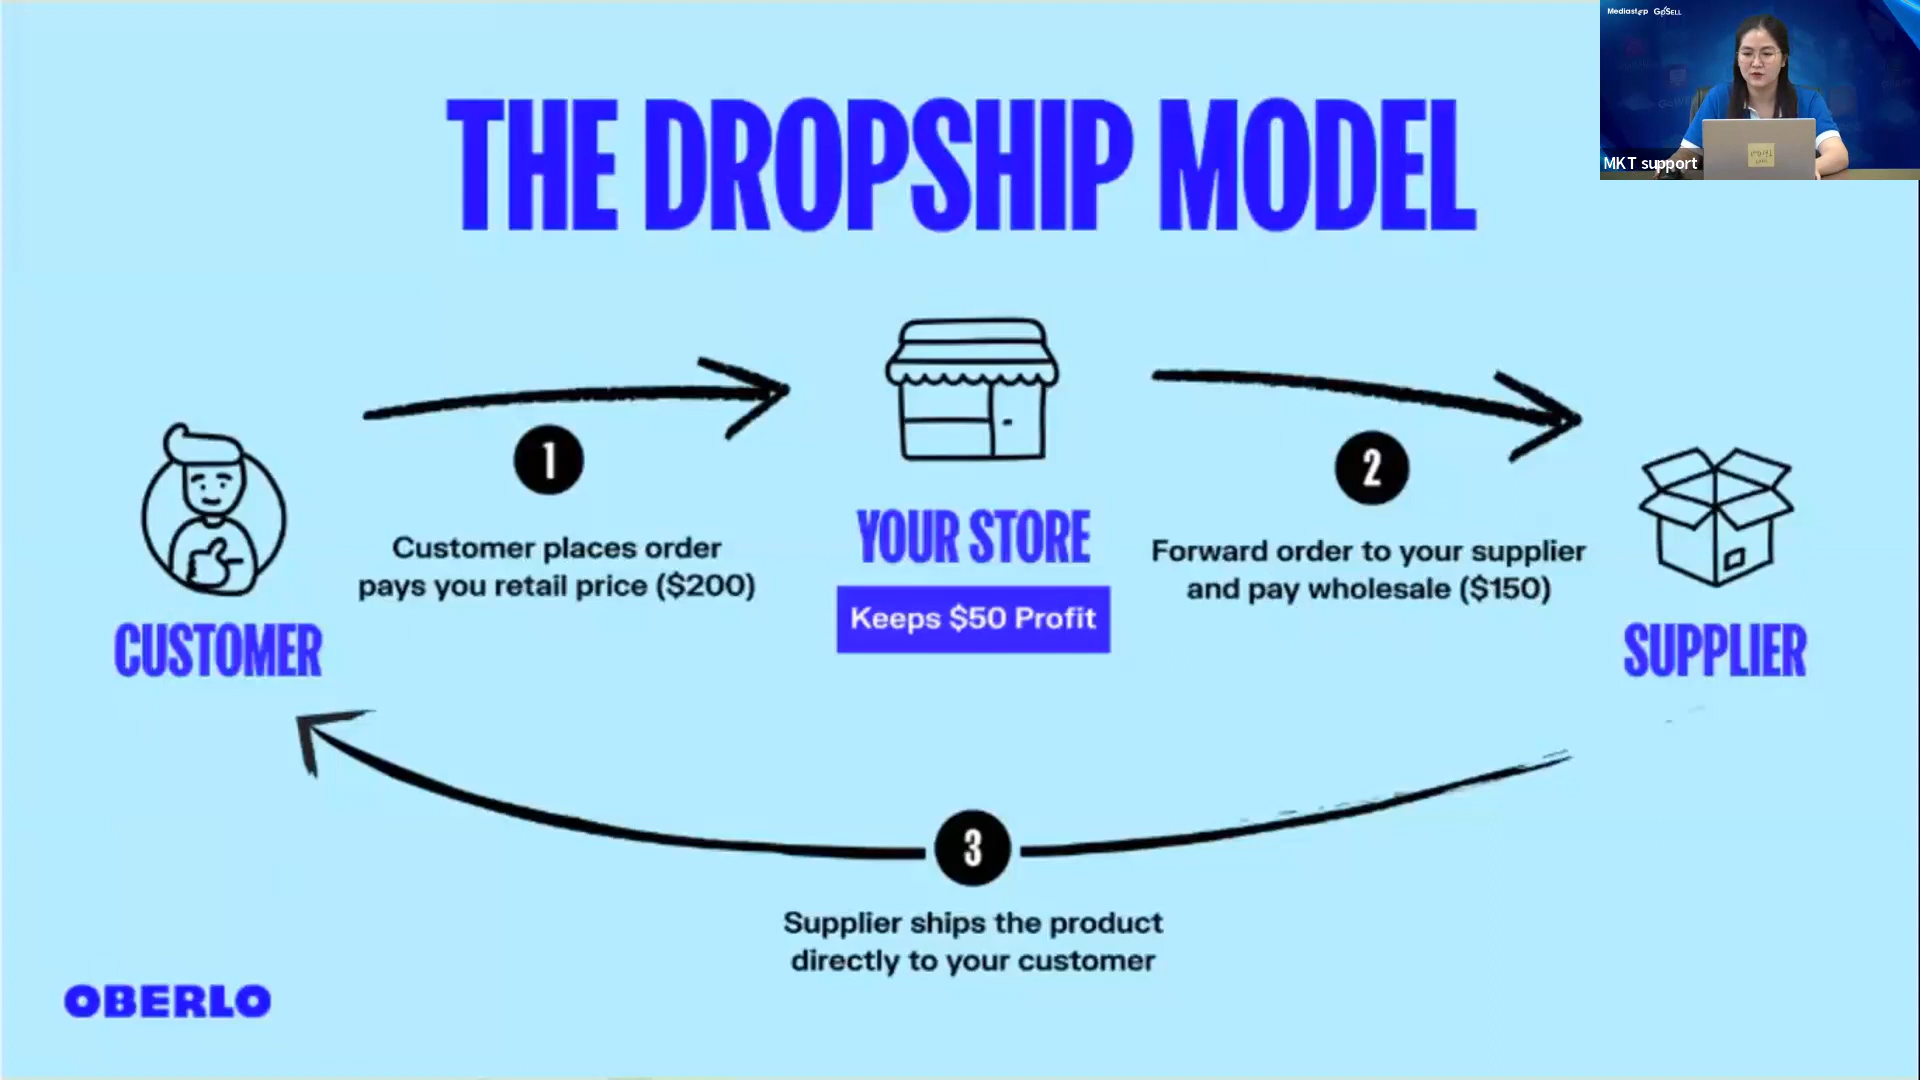 Mediastep GoSELL
MKT support
THE DROPSHIP MODEL
1
Customer places order
pays you retail price ($200)
CUSTOMER
YOUR STORE
Keeps $50 Profit
2
Forward order to your supplier
and pay wholesale ($150)
SUPPLIER
3
Supplier ships the product
directly to your customer
OBERLO